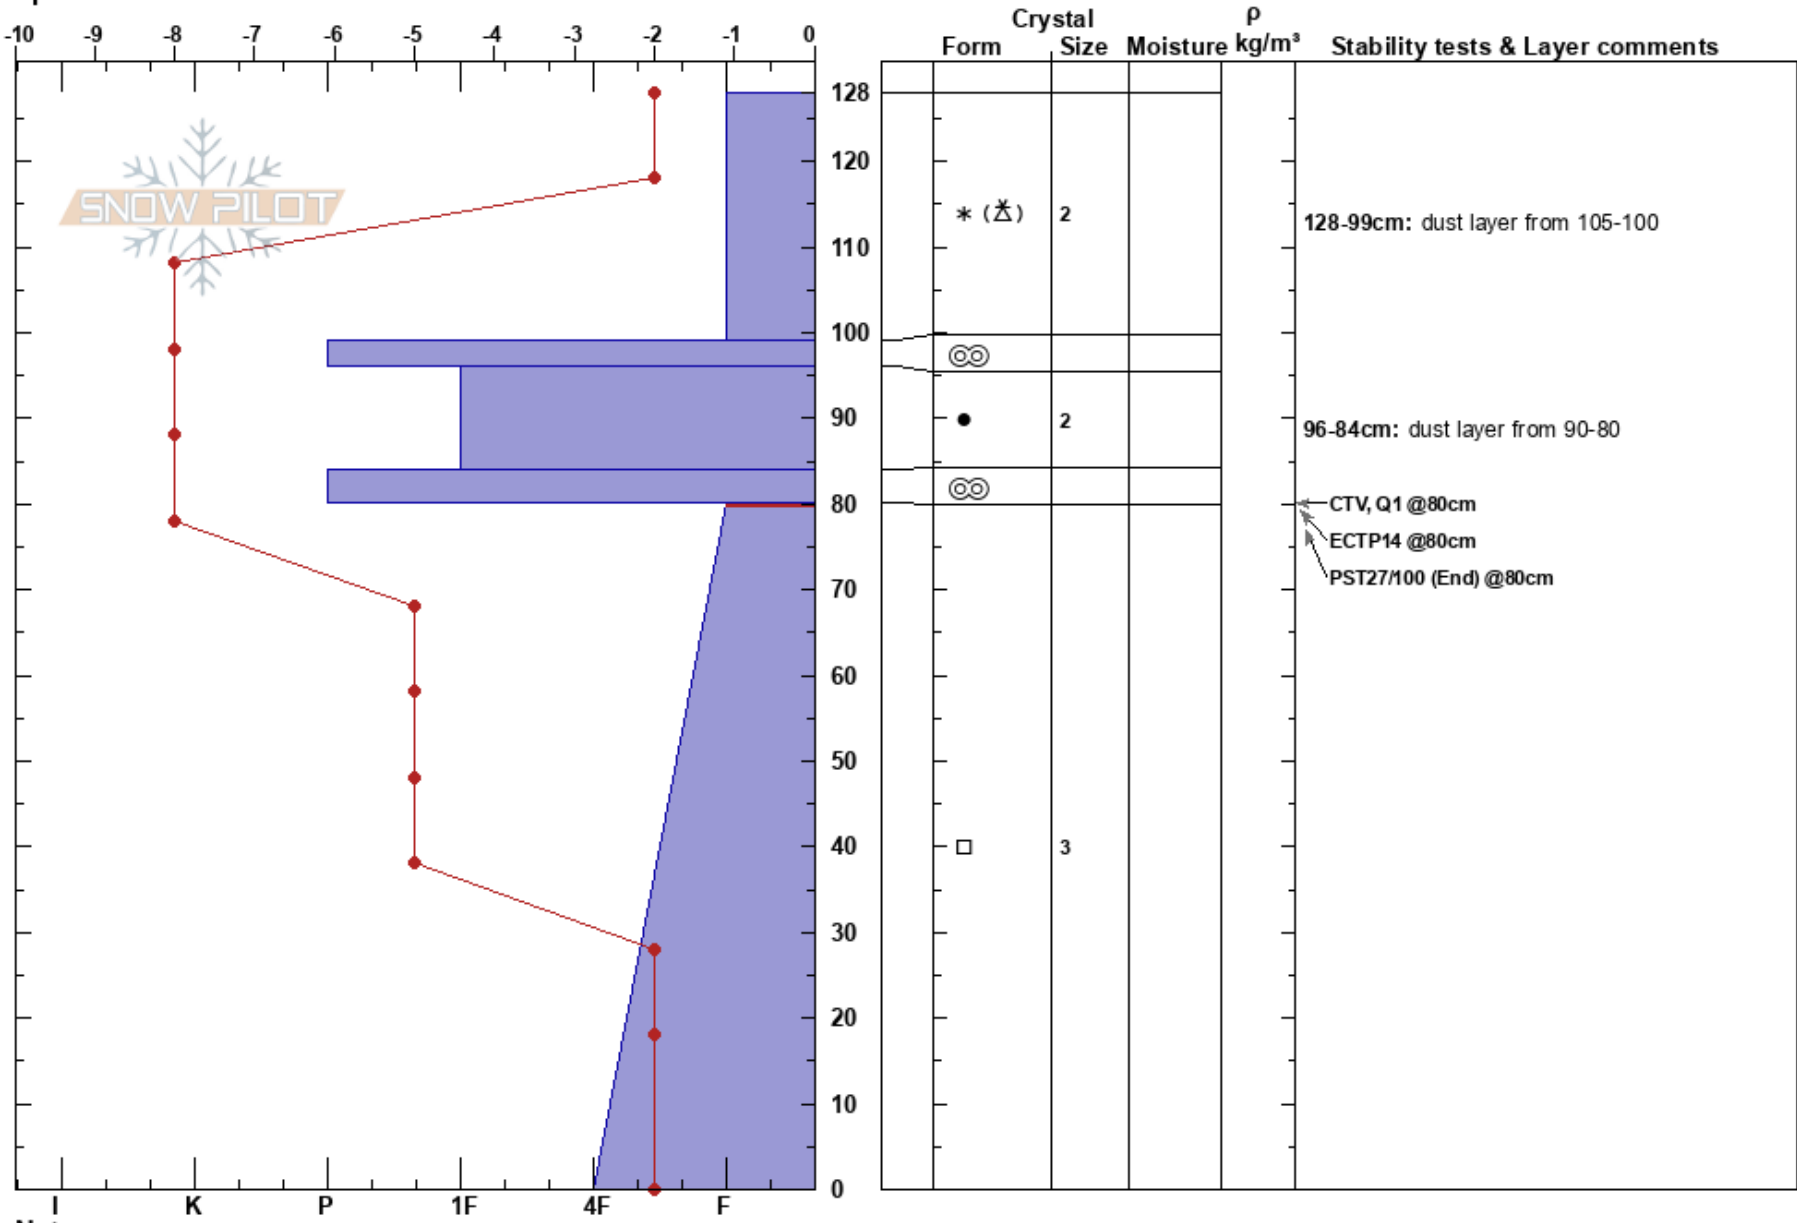 Crystal
ρ
-10 -9 -8 -7 -6 -5 -4 -3 -2 -1 0
Form Size Moisture kg/m³ Stability tests & Layer comments
128
SNOW PILOT
120
2
128-99cm: dust layer from 105-100
110
100
90
2
96-84cm: dust layer from 90-80
80
CTV, Q1 @80cm
ECTP14 @80cm
PST27/100 (End) @80cm
70
60
50
40
3
30
20
10
0
I K P 1F 4F F